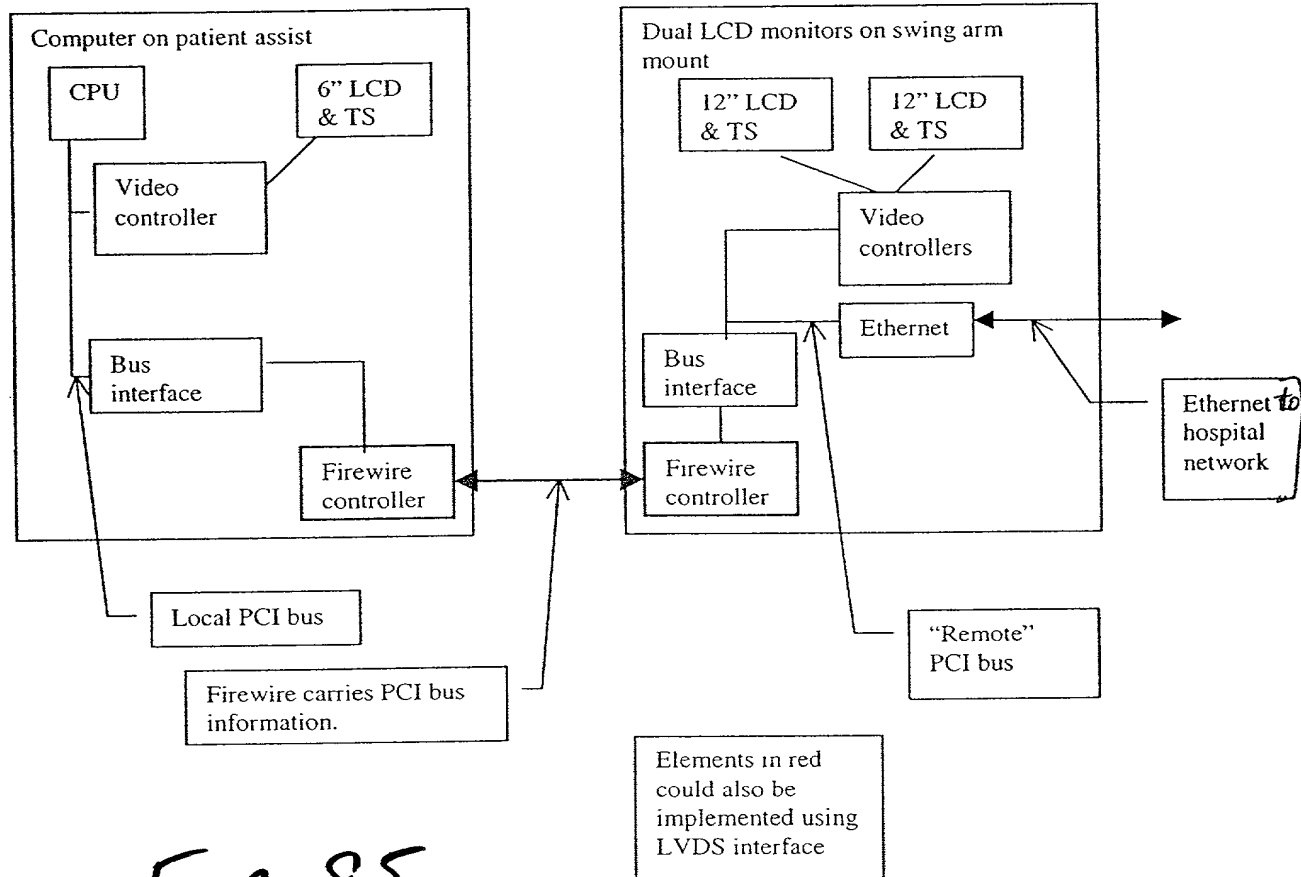 Computer on patient assist
CPU
6” LCD
& TS
Video
controller
Bus
interface
Firewire
controller
Dual LCD monitors on swing arm
mount
12” LCD
& TS
12” LCD
& TS
Video
controllers
Ethernet
Bus
interface
Firewire
controller
Ethernet to
hospital
network
Local PCI bus
Firewire carries PCI bus
information.
“Remote”
PCI bus
Elements in red
could also be
implemented using
LVDS interface